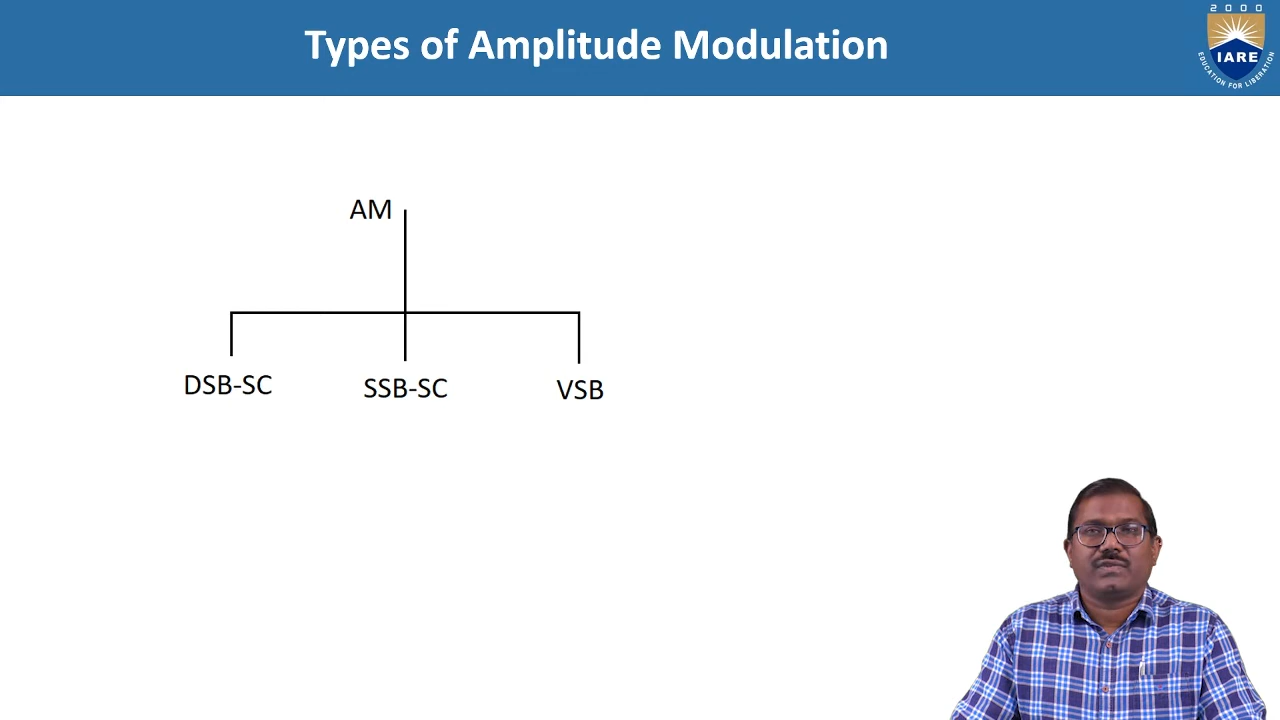 Types of Amplitude Modulation
2000
IARE
EDUCATION FOR LIBERATION
AM
DSB-SC
SSB-SC
VSB